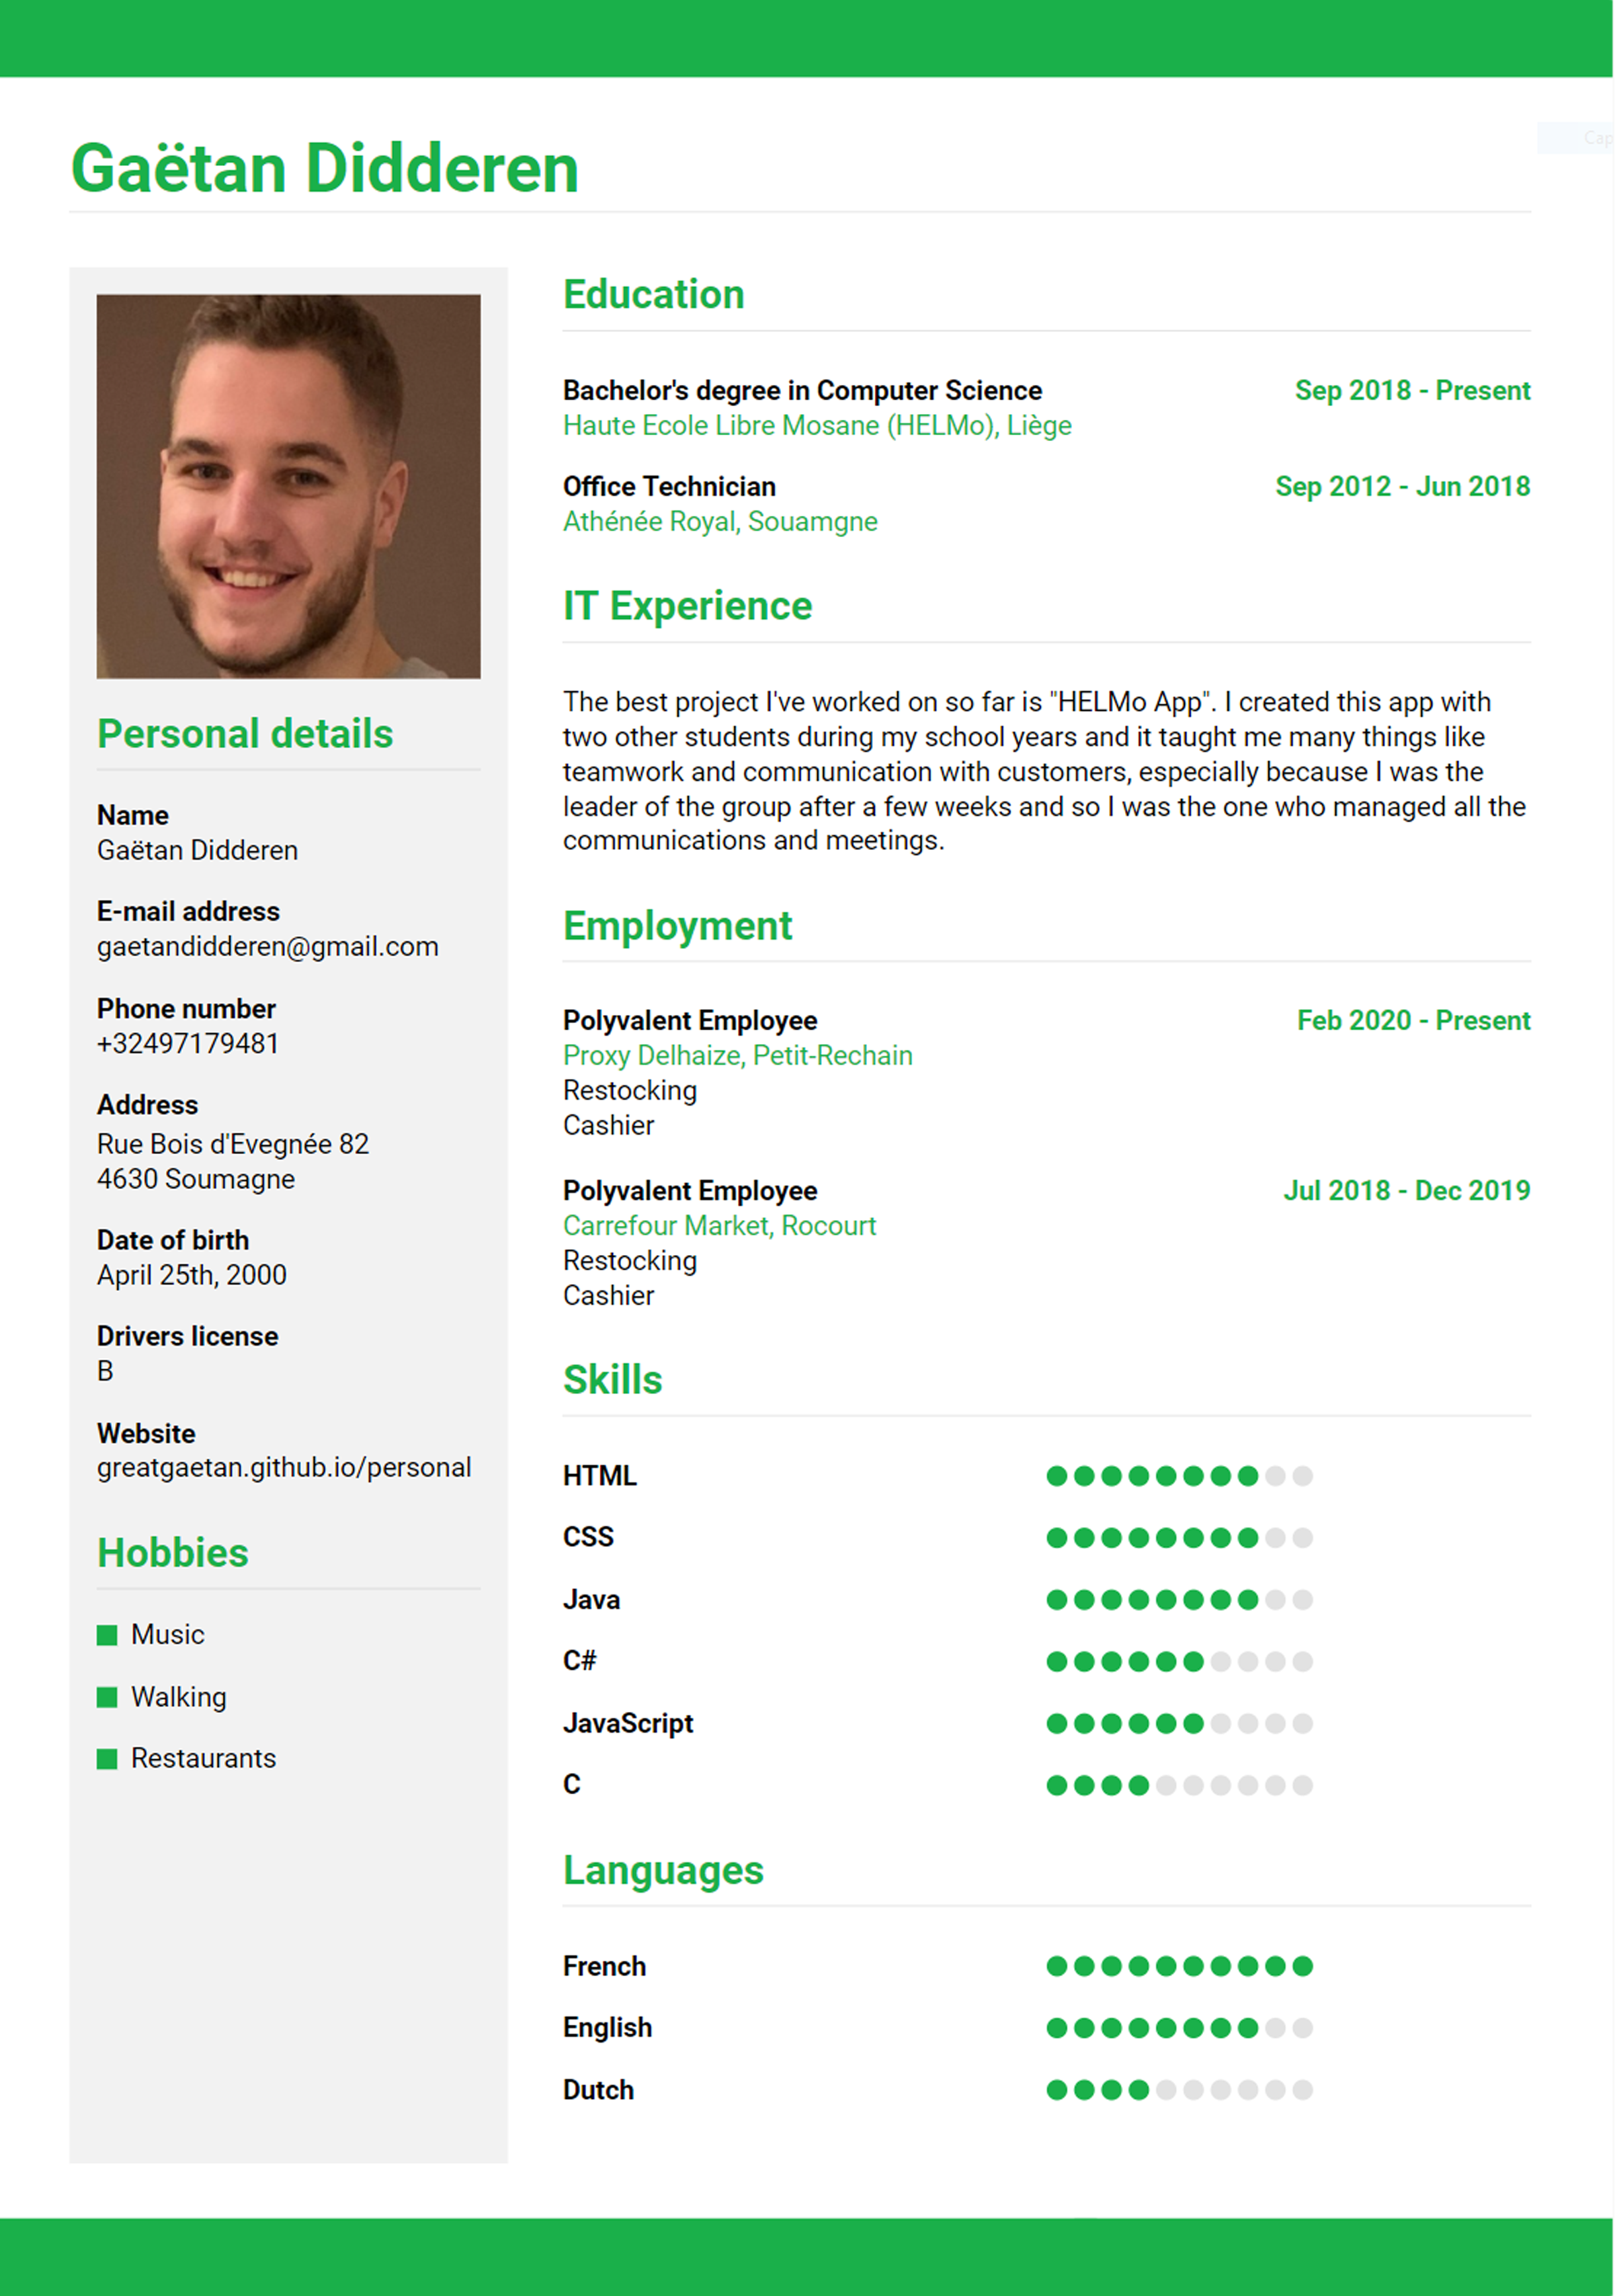 Cap
Gaëtan Didderen
Personal details
Name
Gaëtan Didderen
E-mail address
gaetandidderen@gmail.com
Phone number
+32497179481
Address
Rue Bois d'Evegnée 82
4630 Soumagne
Date of birth
April 25th, 2000
Drivers license
B
Website
greatgaetan.github.io/personal
Hobbies
Music
Walking
Restaurants
Education
Bachelor's degree in Computer Science Sep 2018 - Present
Haute Ecole Libre Mosane (HELMo), Liège
Office Technician Sep 2012 - Jun 2018
Athénée Royal, Souamgne
IT Experience
The best project I've worked on so far is "HELMo App". I created this app with
two other students during my school years and it taught me many things like
teamwork and communication with customers, especially because I was the
leader of the group after a few weeks and so I was the one who managed all the
communications and meetings.
Employment
Polyvalent Employee Feb 2020 - Present
Proxy Delhaize, Petit-Rechain
Restocking
Cashier
Polyvalent Employee Jul 2018 - Dec 2019
Carrefour Market, Rocourt
Restocking
Cashier
Skills
HTML
CSS
Java
C#
JavaScript
C
Languages
French
English
Dutch